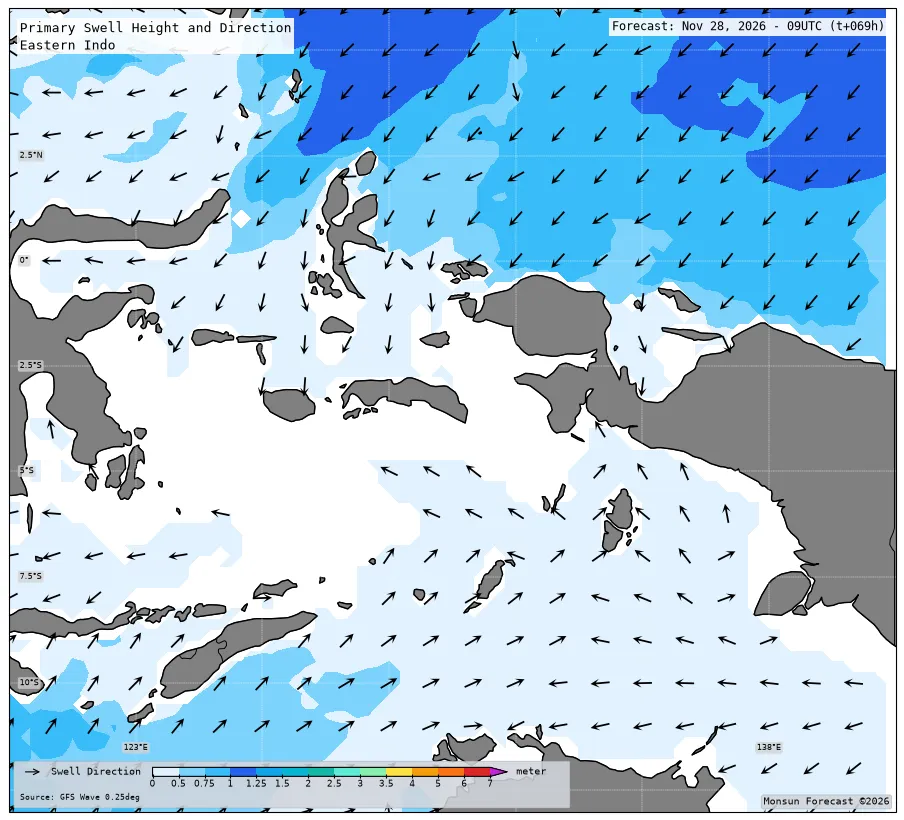 Primary Swell Height and Direction
Eastern Indo
Forecast: Nov 28, 2026 - 09UTC (t+069h)
2.5°N
0°
2.5°S
5°S
7.5°S
10°S
123°E
138°E
Swell Direction
meter
0 0.5 0.75 1 1.25 1.5 2 2.5 3 3.5 4 5 6 7
Source: GFS Wave 0.25deg
Monsun Forecast ©2026